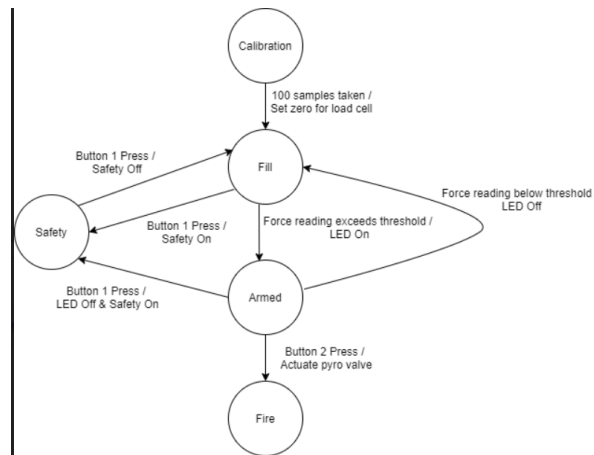 Calibration
100 samples taken /
Set zero for load cell
Button 1 Press /
Safety Off
Fill
Force reading below threshold
LED Off
Safety
Button 1 Press /
Safety On
Force reading exceeds threshold /
LED On
Button 1 Press /
LED Off & Safety On
Armed
Button 2 Press /
Actuate pyro valve
Fire